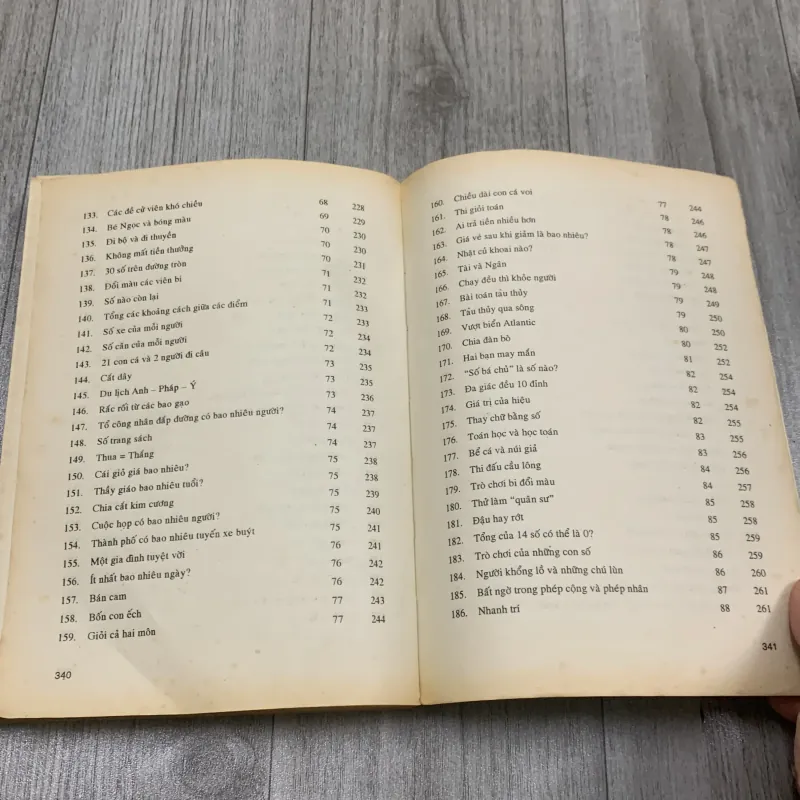 133. Các đề cử viên khó chiều 68 228
134. Bé Ngọc và bóng màu 69 229
135. Đi bộ và đi thuyền 70 230
136. Không mất tiền thưởng 70 230
137. 30 số trên đường tròn 70 231
138. Đổi màu các viên bi 71 232
139. Số nào còn lại 71 232
140. Tổng các khoảng cách giữa các điểm 71 233
141. Số xe của mỗi người 72 233
142. Số cân của mỗi người 72 234
143. 21 con cá và 2 người đi câu 72 234
144. Cắt dây 73 235
145. Du lịch Anh – Pháp – Ý 73 235
146. Rắc rối từ các bao gạo 73 236
147. Tổ công nhân đắp đường có bao nhiêu người? 74 237
148. Số trang sách 74 237
149. Thua = Thắng 74 237
150. Cái giỏ giá bao nhiêu? 75 238
151. Thầy giáo bao nhiêu tuổi? 75 238
152. Chia cắt kim cương 75 239
153. Cuộc họp có bao nhiêu người? 75 240
154. Thành phố có bao nhiêu tuyến xe buýt 75 241
155. Một gia đình tuyệt vời 76 241
156. Ít nhất bao nhiêu ngày? 76 242
157. Bán cam 76 242
158. Bốn con ếch 77 243
159. Giỏi cả hai môn 77 244
340
160. Chiều dài con cá voi 77 244
161. Thi giỏi toán 78 246
162. Ai trả tiền nhiều hơn 78 246
163. Giá vé sau khi giảm là bao nhiêu? 78 247
164. Nhặt củ khoai nào? 78 247
165. Tài và Ngân 79 248
166. Chạy đều thì khỏe người 79 248
167. Bài toán tàu thủy 79 249
168. Tàu thủy qua sông 79 250
169. Vượt biển Atlantic 80 250
170. Chia đàn bò 80 252
171. Hai bạn may mắn 81 252
172. “Số bá chủ” là số nào? 82 254
173. Đa giác đều 10 đỉnh 82 254
174. Giá trị của hiệu 82 254
175. Thay chữ bằng số 82 255
176. Toán học và học toán 83 255
177. Bể cá và núi giả 83 256
178. Thi đấu cầu lông 84 256
179. Trò chơi bi đổi màu 84 257
180. Thử làm “quân sư” 85 258
181. Đậu hay rớt 85 258
182. Tổng của 14 số có thể là 0? 85 259
183. Trò chơi của những con số 86 259
184. Người khổng lồ và những chú lùn 86 260
185. Bất ngờ trong phép cộng và phép nhân 87 261
186. Nhanh trí 88 261
341